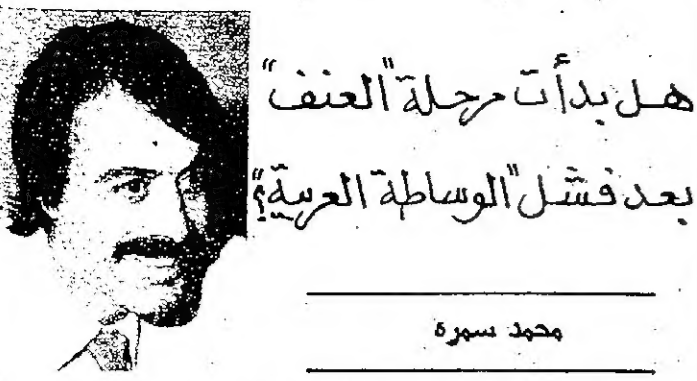 هل بدأت مرحلة "العنف"
بعد فشل "الوساطة العربية"؟
محمد سمرة